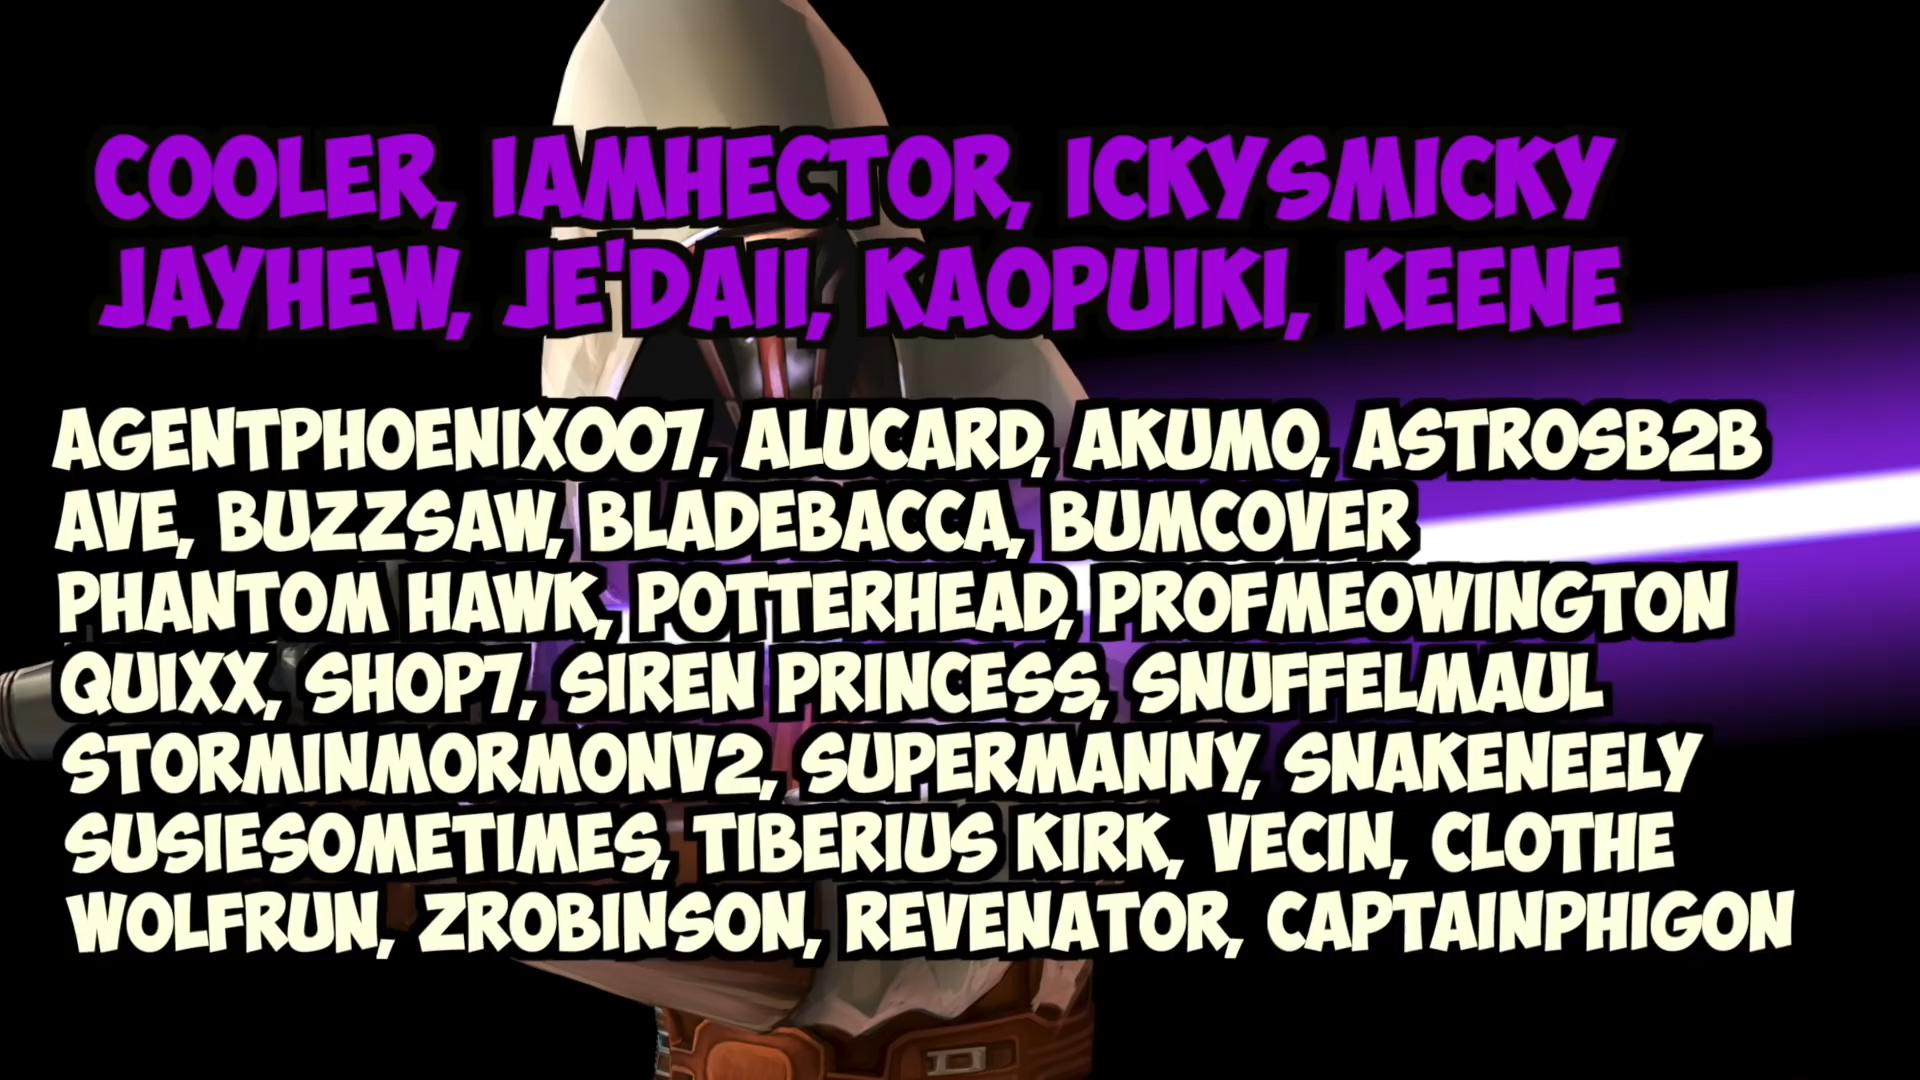 COOLER, IAMHECTOR, ICKYSMICKY
JAYHEW, JE'DAII, KAOPUIKI, KEENE
AGENTPHOENIX007, ALUCARD, AKUMO, ASTROSB2B
AVE, BUZZSAW, BLADEBACCA, BUMCOVER
PHANTOM HAWK, POTTERHEAD, PROFMEOWINGTON
QUIXX, SHOP7, SIREN PRINCESS, SNUFFELMAUL
STORMINMORMONV2, SUPERMANNY, SNAKENEELY
SUSIESOMETIMES, TIBERIUS KIRK, VECIN, CLOTHE
WOLFRUN, ZROBINSON, REVENATOR, CAPTAINPHIGON